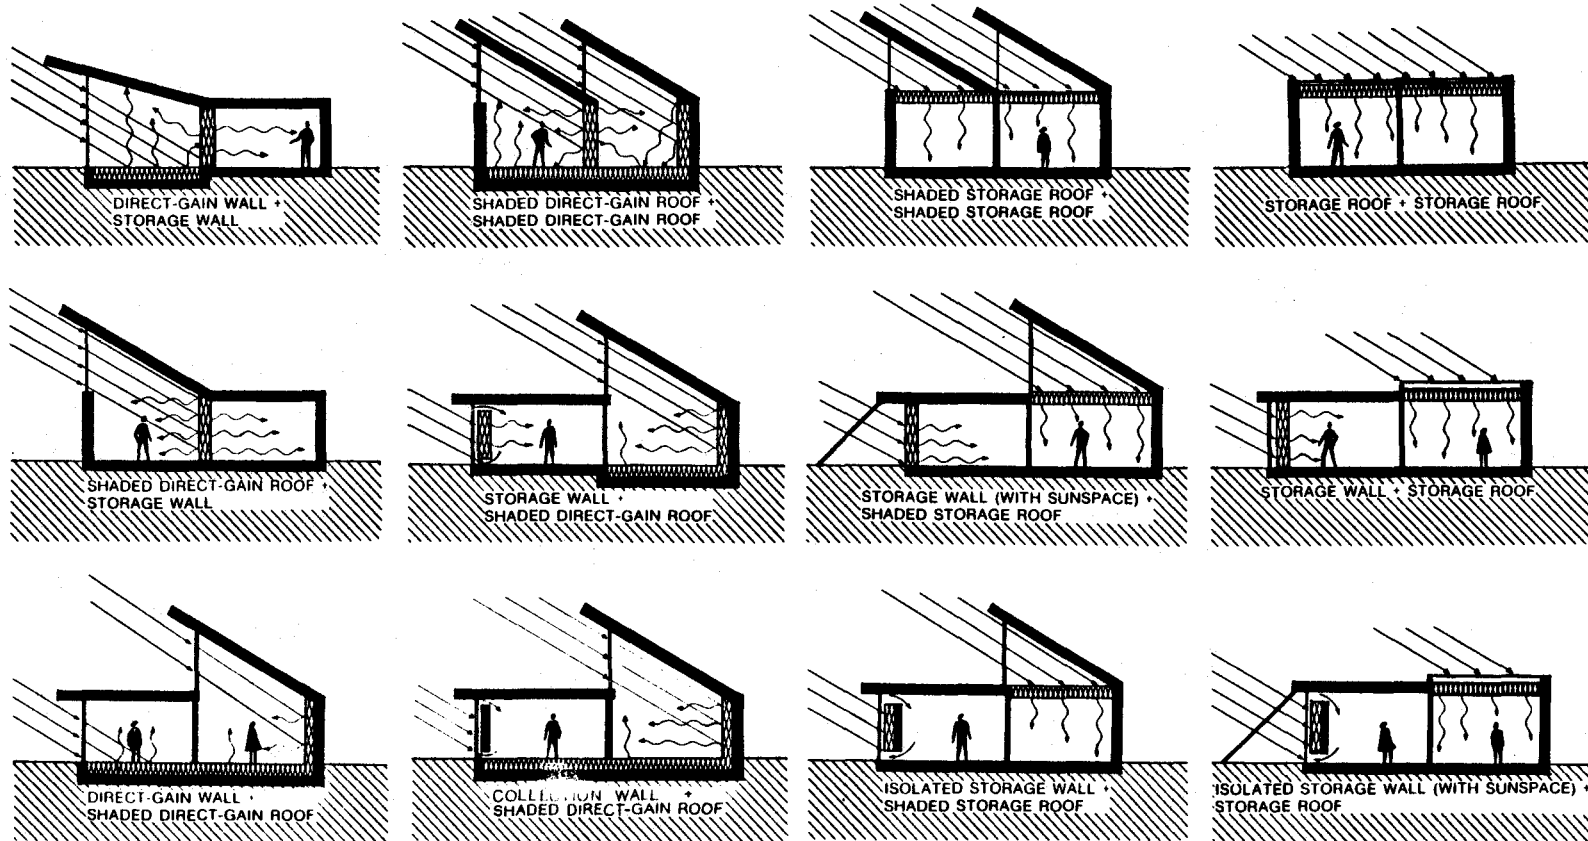 DIRECT-GAIN WALL +
STORAGE WALL
SHADED DIRECT-GAIN ROOF +
SHADED DIRECT-GAIN ROOF
SHADED STORAGE ROOF +
SHADED STORAGE ROOF
STORAGE ROOF + STORAGE ROOF
SHADED DIRECT-GAIN ROOF +
STORAGE WALL
STORAGE WALL +
SHADED DIRECT-GAIN ROOF
STORAGE WALL (WITH SUNSPACE) +
SHADED STORAGE ROOF
STORAGE WALL + STORAGE ROOF
DIRECT-GAIN WALL +
SHADED DIRECT-GAIN ROOF
COLLECTION WALL +
SHADED DIRECT-GAIN ROOF
ISOLATED STORAGE WALL +
SHADED STORAGE ROOF
ISOLATED STORAGE WALL (WITH SUNSPACE) +
STORAGE ROOF